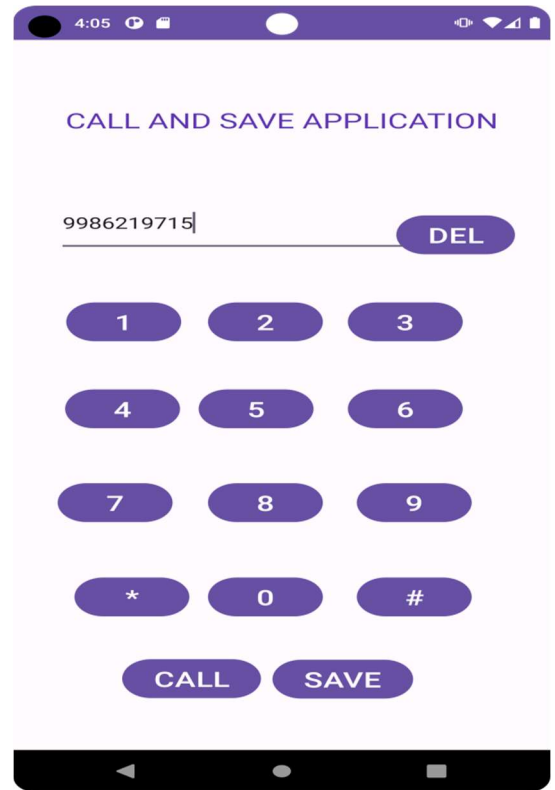 4:05
CALL AND SAVE APPLICATION
9986219715
DEL
1 2 3
4 5 6
7 8 9
* 0 #
CALL SAVE